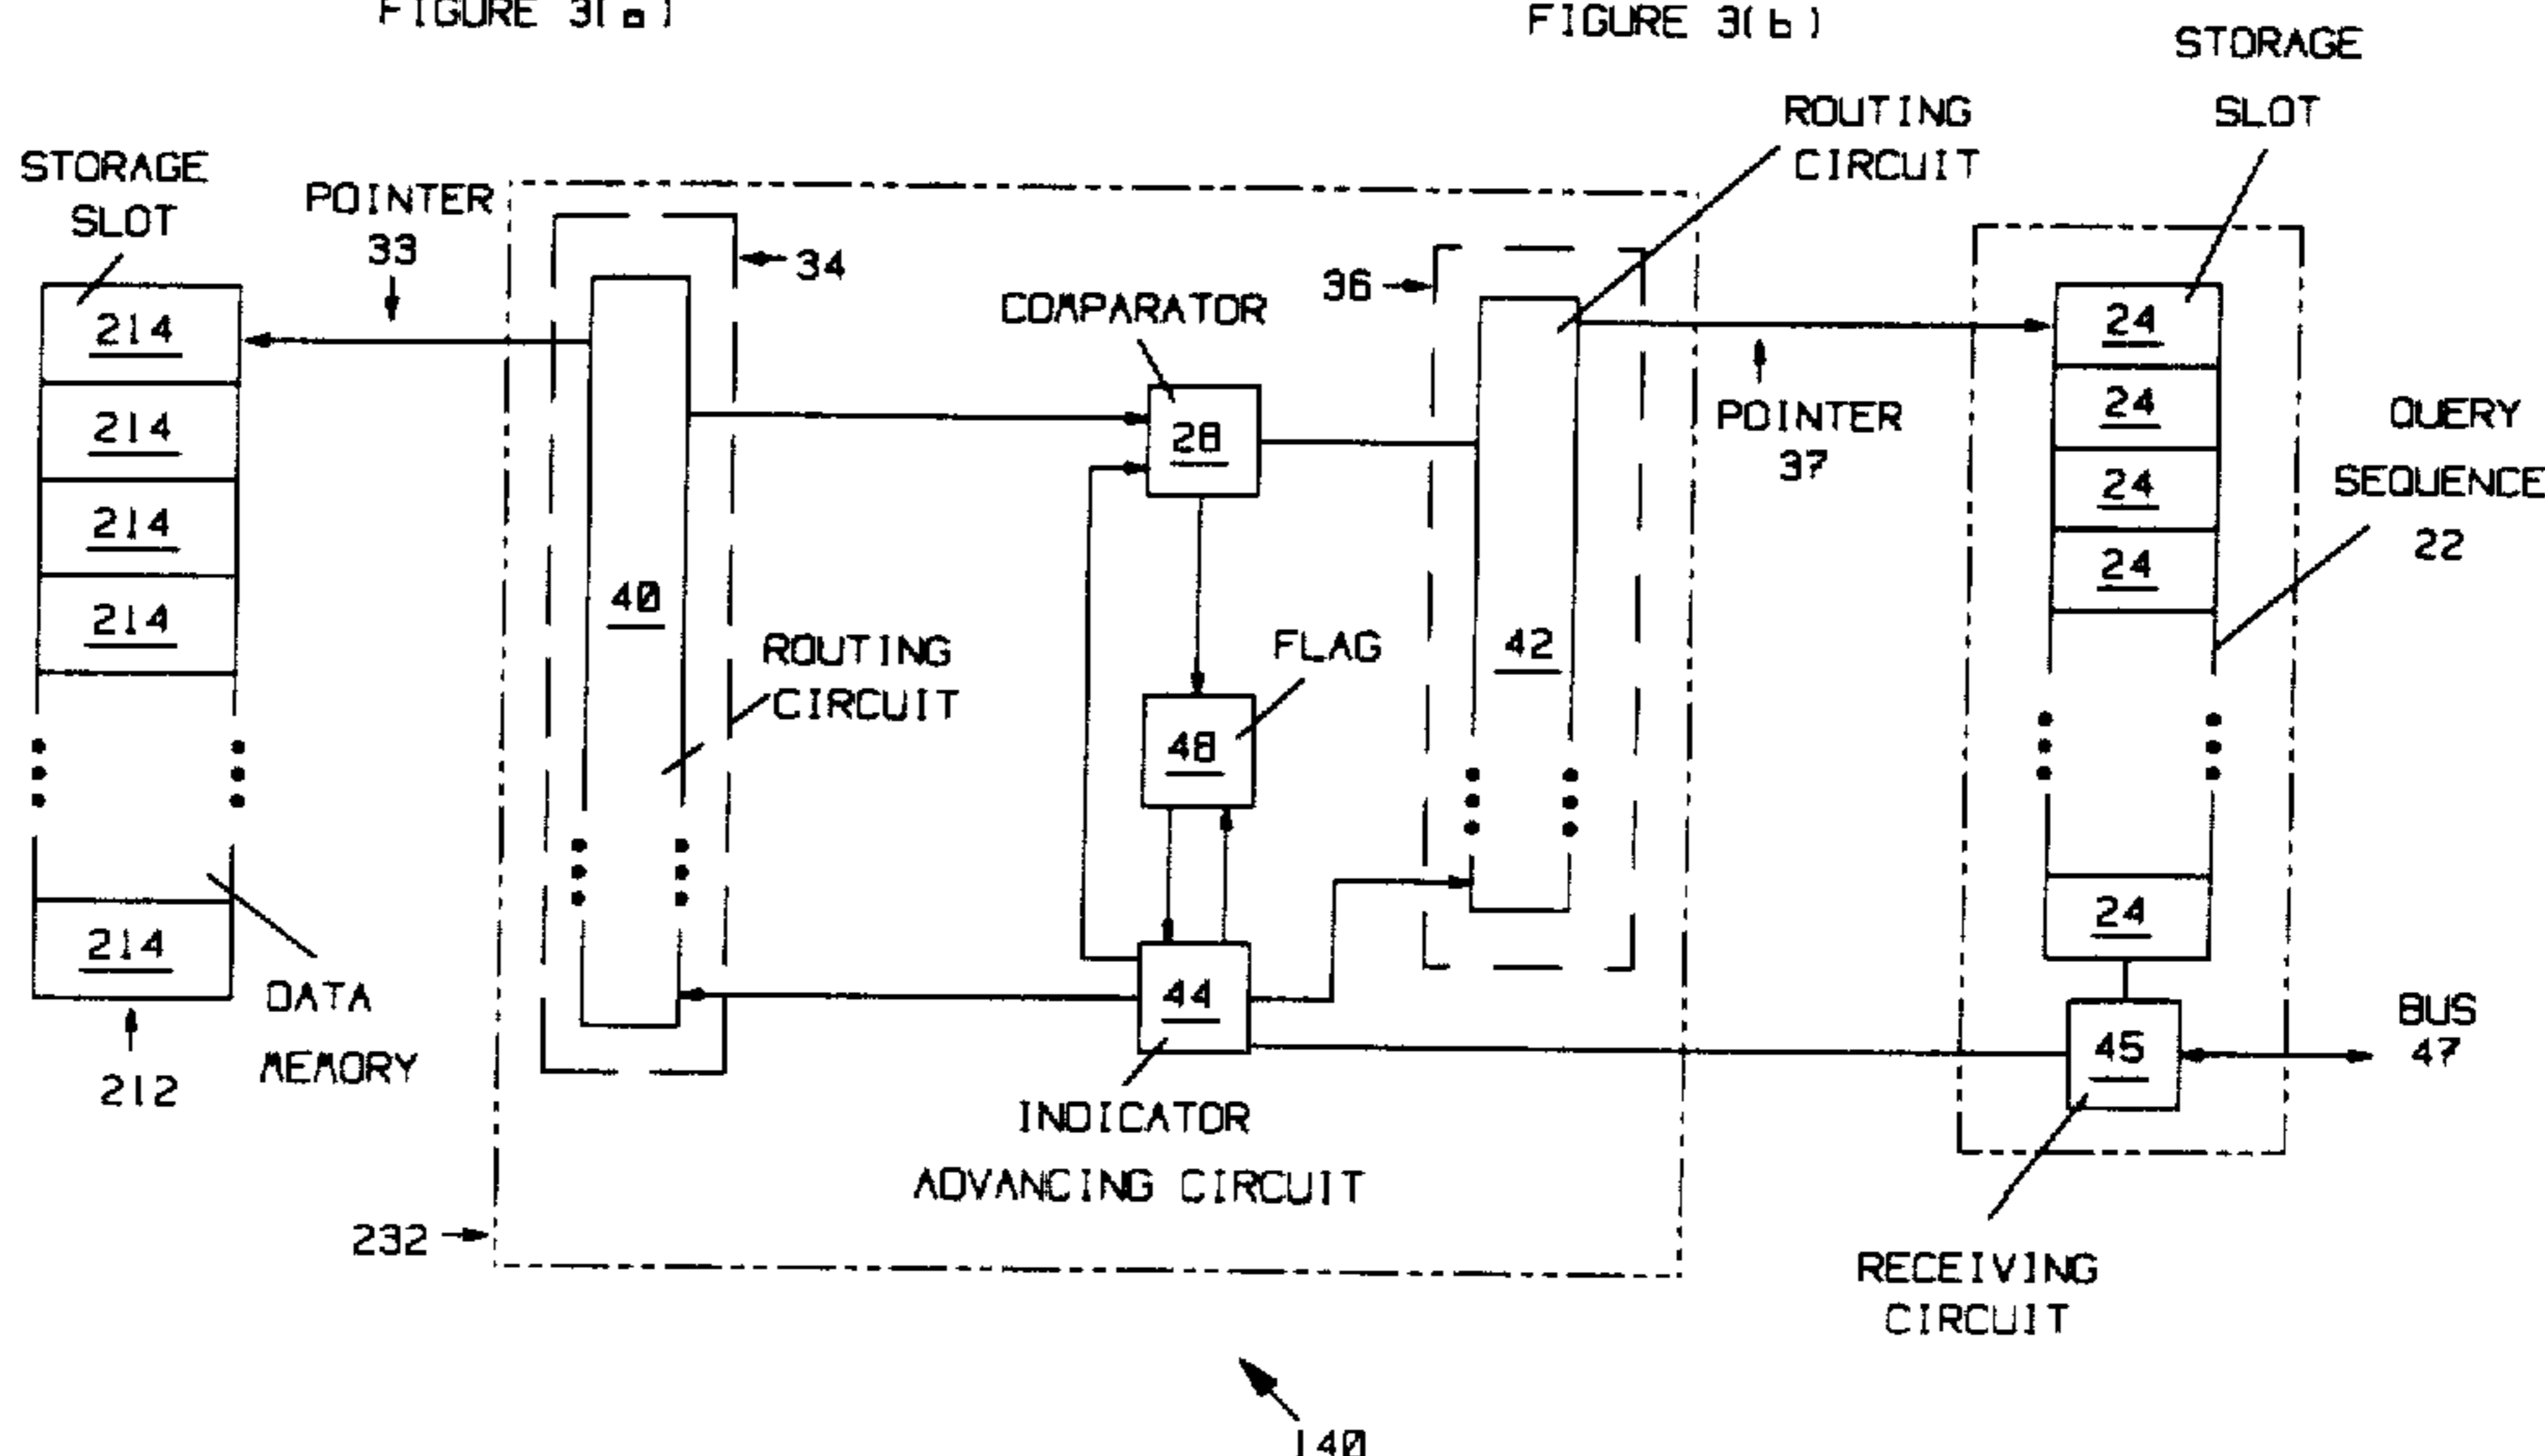 FIGURE 3(a)
FIGURE 3(b)
STORAGE
SLOT
POINTER
33
34
214
214
214
214
214
DATA
MEMORY
212
40
ROUTING
CIRCUIT
COMPARATOR
28
FLAG
48
44
INDICATOR
ADVANCING CIRCUIT
232
36
42
ROUTING
CIRCUIT
POINTER
37
STORAGE
SLOT
24
24
24
24
24
QUERY
SEQUENCE
22
45
BUS
47
RECEIVING
CIRCUIT
140